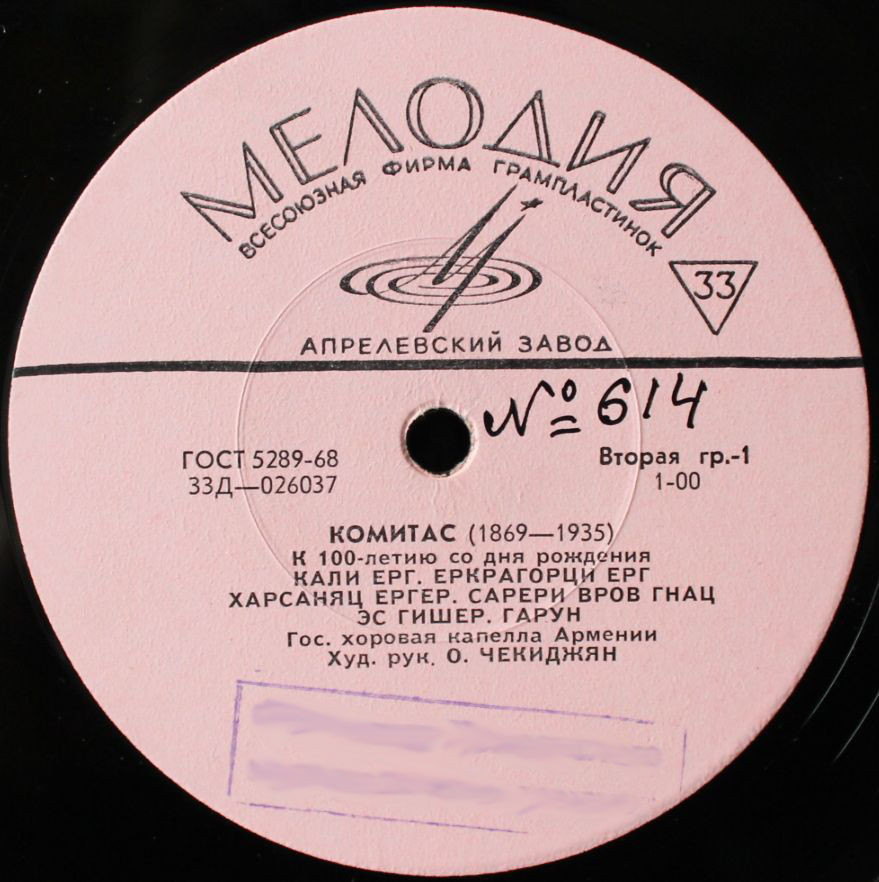 МЕЛОДИЯ
ВСЕСОЮЗНАЯ ФИРМА ГРАМПЛАСТИНОК
33
АПРЕЛЕВСКИЙ ЗАВОД
№ 614
ГОСТ 5289-68
Вторая гр.-1
33Д—026037
1-00
КОМИТАС (1869—1935)
К 100-летию со дня рождения
КАЛИ ЕРГ. ЕРКРАГОРЦИ ЕРГ
ХАРСАНЯЦ ЕРГЕР. САРЕРИ ВРОВ ГНАЦ
ЭС ГИШЕР. ГАРУН
Гос. хоровая капелла Армении
Худ. рук. О. ЧЕКИДЖЯН